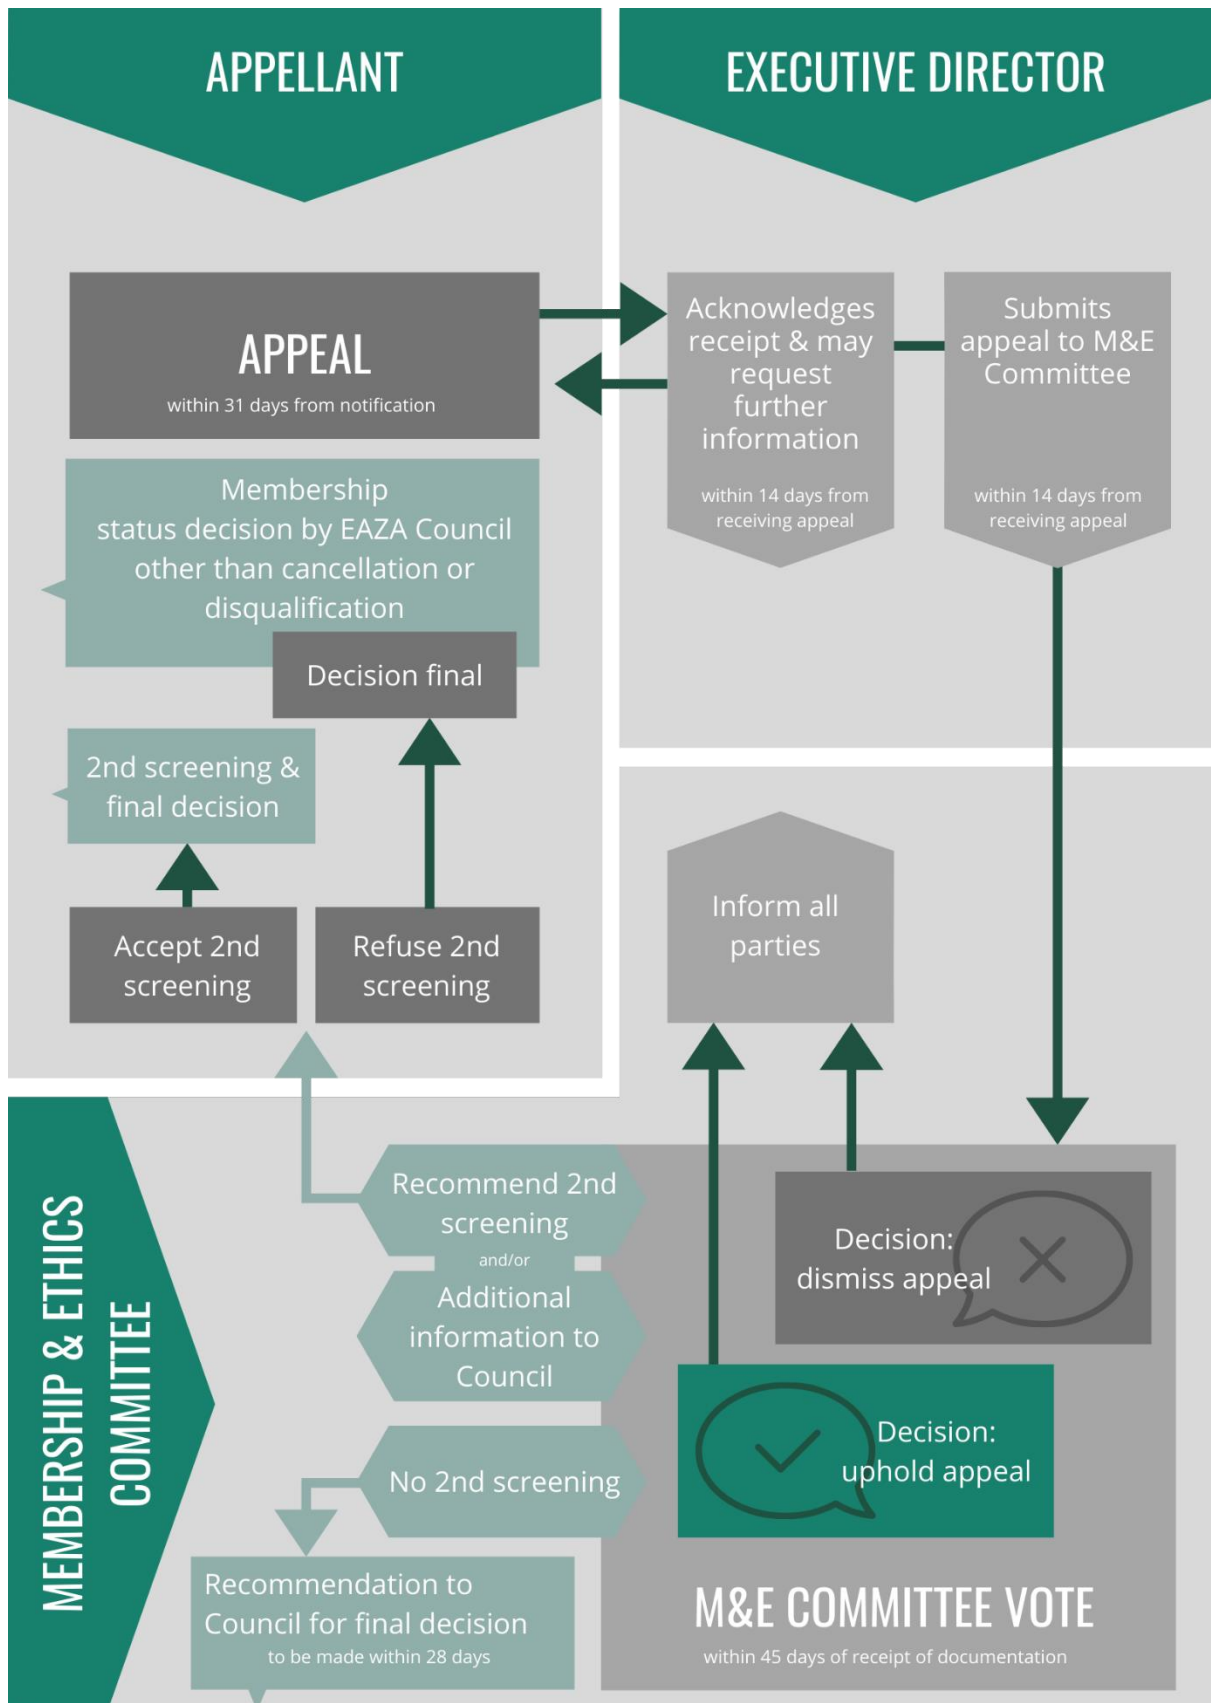 APPELLANT
EXECUTIVE DIRECTOR
APPEAL
within 31 days from notification
Acknowledges
receipt & may
request
further
information
within 14 days from
receiving appeal
Submits
appeal to M&E
Committee
within 14 days from
receiving appeal
Membership
status decision by EAZA Council
other than cancellation or
disqualification
Decision final
2nd screening &
final decision
Accept 2nd
screening
Refuse 2nd
screening
Inform all
parties
MEMBERSHIP & ETHICS
COMMITTEE
Recommend 2nd
screening
and/or
Additional
information to
Council
No 2nd screening
Recommendation to
Council for final decision
to be made within 28 days
Decision:
dismiss appeal
Decision:
uphold appeal
M&E COMMITTEE VOTE
within 45 days of receipt of documentation